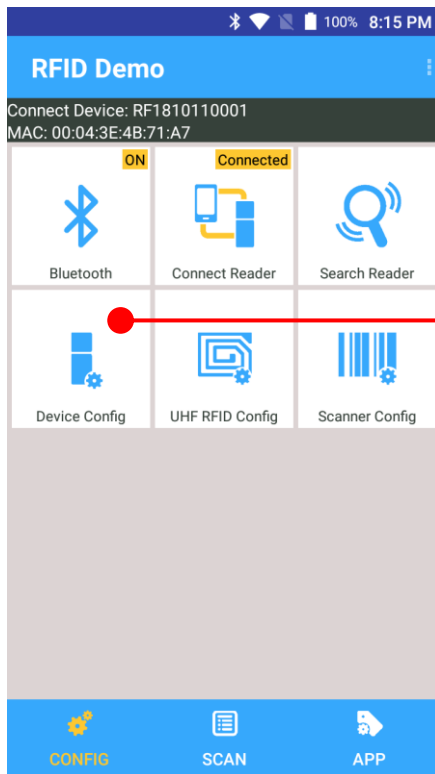 100% 8:15 PM
RFID Demo
Connect Device: RF1810110001
MAC: 00:04:3E:4B:71:A7
ON Connected
Bluetooth Connect Reader Search Reader
Device Config UHF RFID Config Scanner Config
CONFIG SCAN APP